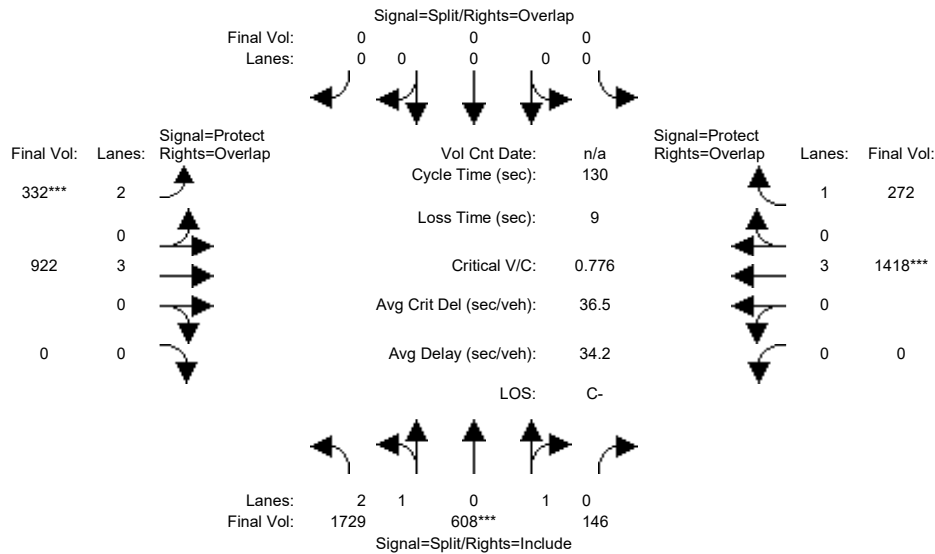 Signal=Split/Rights=Overlap
Final Vol: 0 0 0
Lanes: 0 0 0 0 0
Signal=Protect
Final Vol: Lanes: Rights=Overlap
Vol Cnt Date: n/a
Signal=Protect
Rights=Overlap Lanes: Final Vol:
Cycle Time (sec): 130
332*** 2
1 272
Loss Time (sec): 9
0
0
922 3
Critical V/C: 0.776
3 1418***
0
Avg Crit Del (sec/veh): 36.5
0
0 0
Avg Delay (sec/veh): 34.2
0 0
LOS: C-
Lanes: 2 1 0 1 0
Final Vol: 1729 608*** 146
Signal=Split/Rights=Include